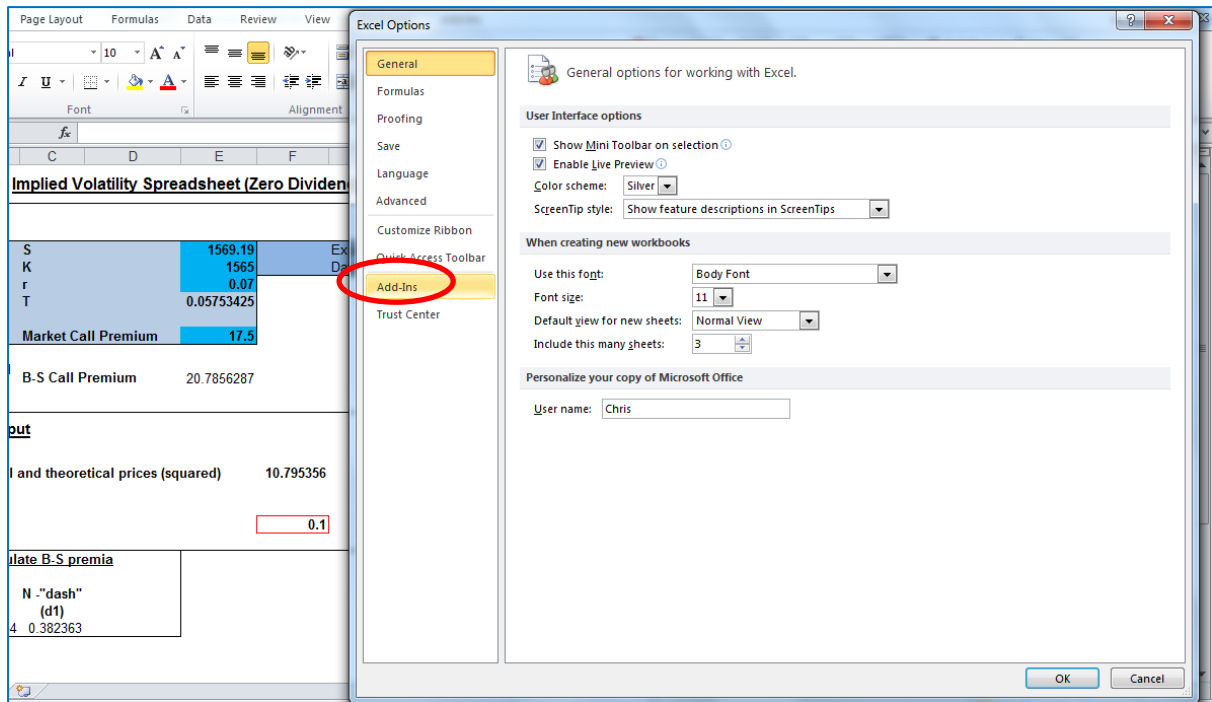 Page Layout Formulas Data Review View
10 A A
I U A
Font Alignment
fx
C D E F
Implied Volatility Spreadsheet (Zero Dividen
S 1569.19 Ex
K 1565 Da
r 0.07
T 0.05753425
Market Call Premium 17.5
B-S Call Premium 20.7856287
put
l and theoretical prices (squared) 10.795356
0.1
ulate B-S premia
N -"dash"
(d1)
4 0.382363
Excel Options
General
Formulas
Proofing
Save
Language
Advanced
Customize Ribbon
Quick Access Toolbar
Add-Ins
Trust Center
General options for working with Excel.
User Interface options
Show Mini Toolbar on selection
Enable Live Preview
Color scheme: Silver
ScreenTip style: Show feature descriptions in ScreenTips
When creating new workbooks
Use this font: Body Font
Font size: 11
Default view for new sheets: Normal View
Include this many sheets: 3
Personalize your copy of Microsoft Office
User name: Chris
OK Cancel